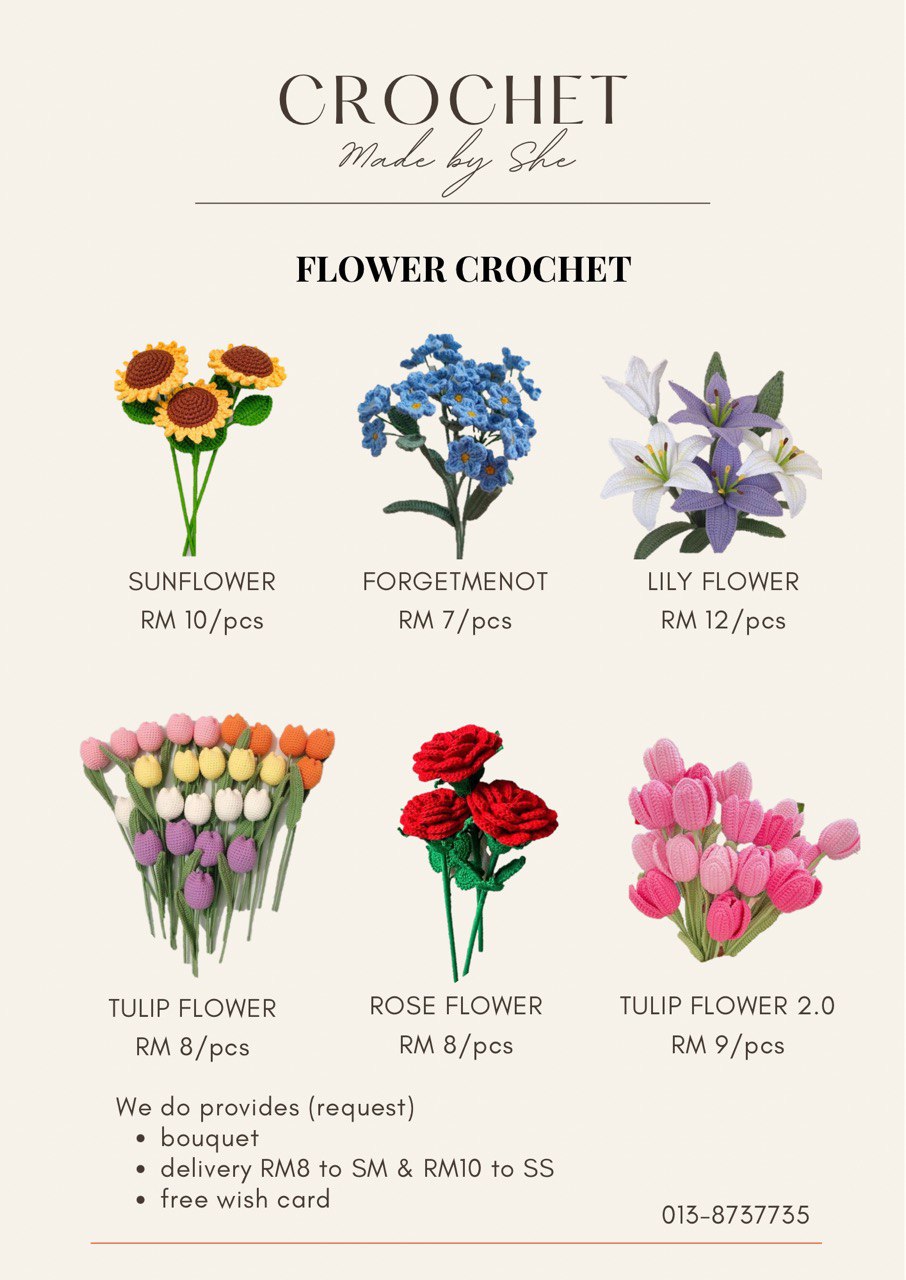 CROCHET
Made by She
FLOWER CROCHET
SUNFLOWER
RM 10/pcs
FORGETMENOT
RM 7/pcs
LILY FLOWER
RM 12/pcs
TULIP FLOWER
RM 8/pcs
ROSE FLOWER
RM 8/pcs
TULIP FLOWER 2.0
RM 9/pcs
We do provides (request)
• bouquet
• delivery RM8 to SM & RM10 to SS
• free wish card
013-8737735